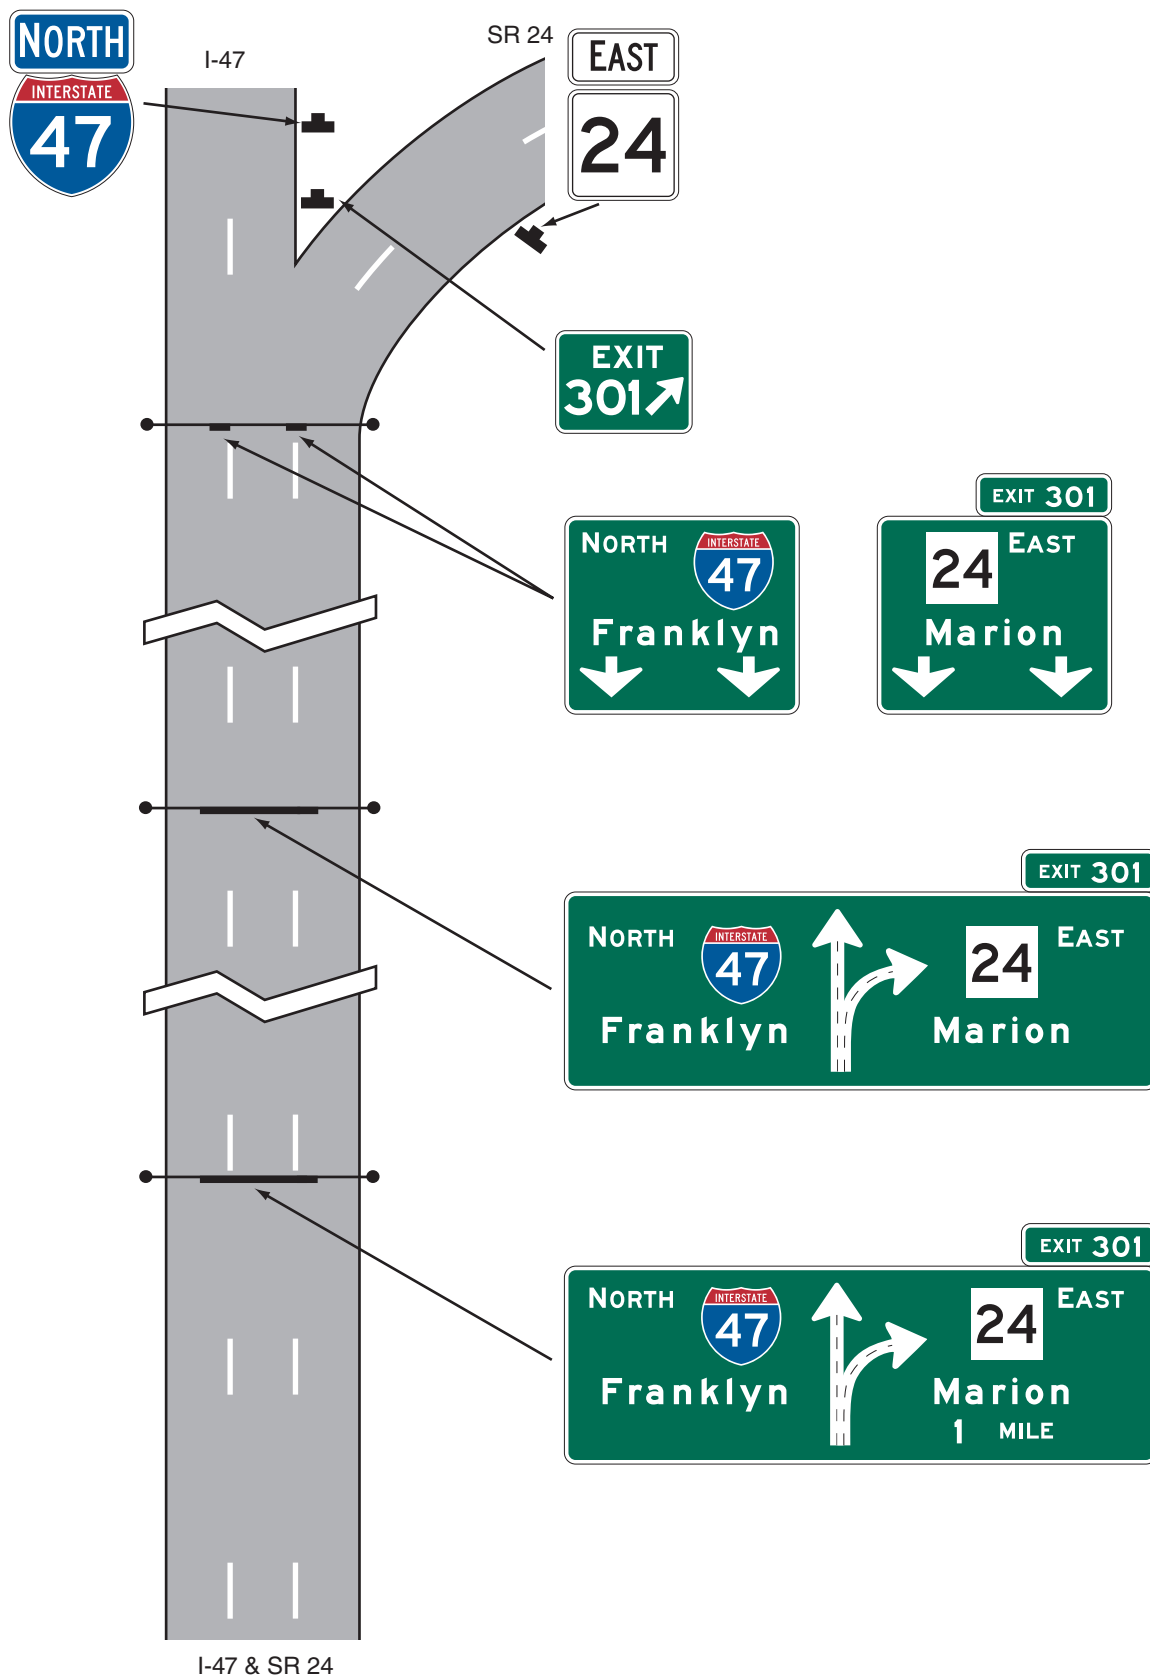 NORTH
INTERSTATE
47
I-47
SR 24
EAST
24
EXIT
301
EXIT 301
NORTH
INTERSTATE
47
Franklyn
24
EAST
Marion
EXIT 301
NORTH
INTERSTATE
47
Franklyn
24
EAST
Marion
EXIT 301
NORTH
INTERSTATE
47
Franklyn
24
EAST
Marion
1 MILE
I-47 & SR 24